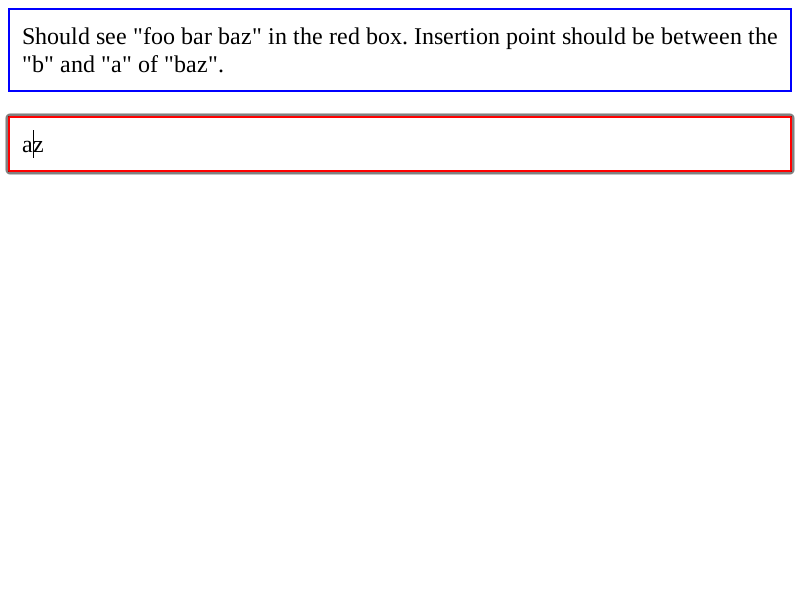 Should see "foo bar baz" in the red box. Insertion point should be between the
"b" and "a" of "baz".
az